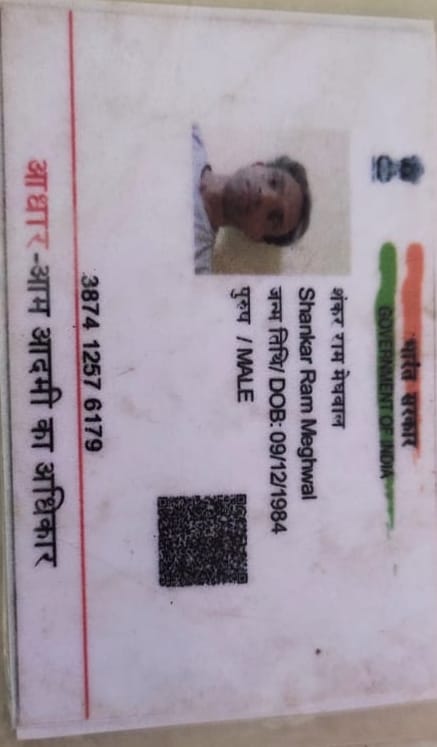 भारत सरकार
GOVERNMENT OF INDIA
शंकर राम मेघवाल
Shankar Ram Meghwal
जन्म तिथि/ DOB: 09/12/1984
पुरुष / MALE
3874 1257 6179
आधार-आम आदमी का अधिकार